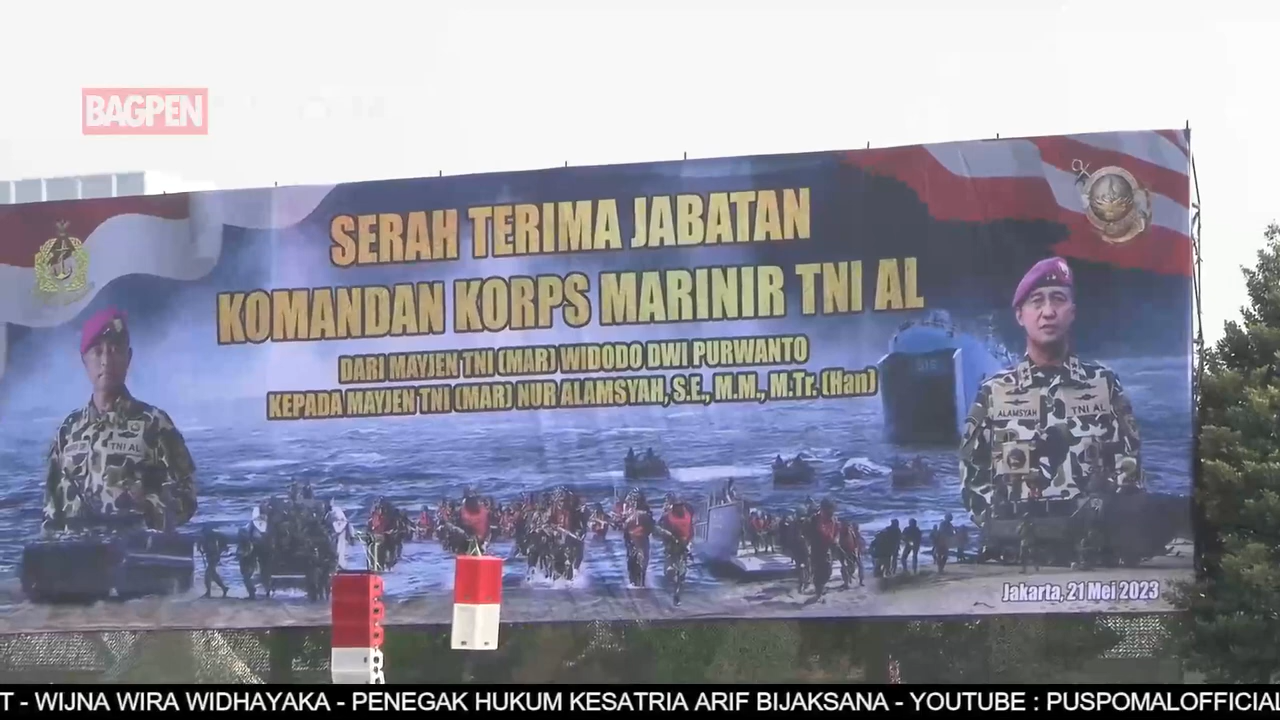 BAGPEN
SERAH TERIMA JABATAN
KOMANDAN KORPS MARINIR TNI AL
DARI MAYJEN TNI (MAR) WIDODO DWI PURWANTO
KEPADA MAYJEN TNI (MAR) NUR ALAMSYAH, S.E., M.M., M.Tr. (Han)
516
ALAMSYAH
TNI AL
TNI AL
Jakarta, 21 Mei 2023
T - WIJNA WIRA WIDHAYAKA - PENEGAK HUKUM KESATRIA ARIF BIJAKSANA - YOUTUBE : PUSPOMALOFFICIAL